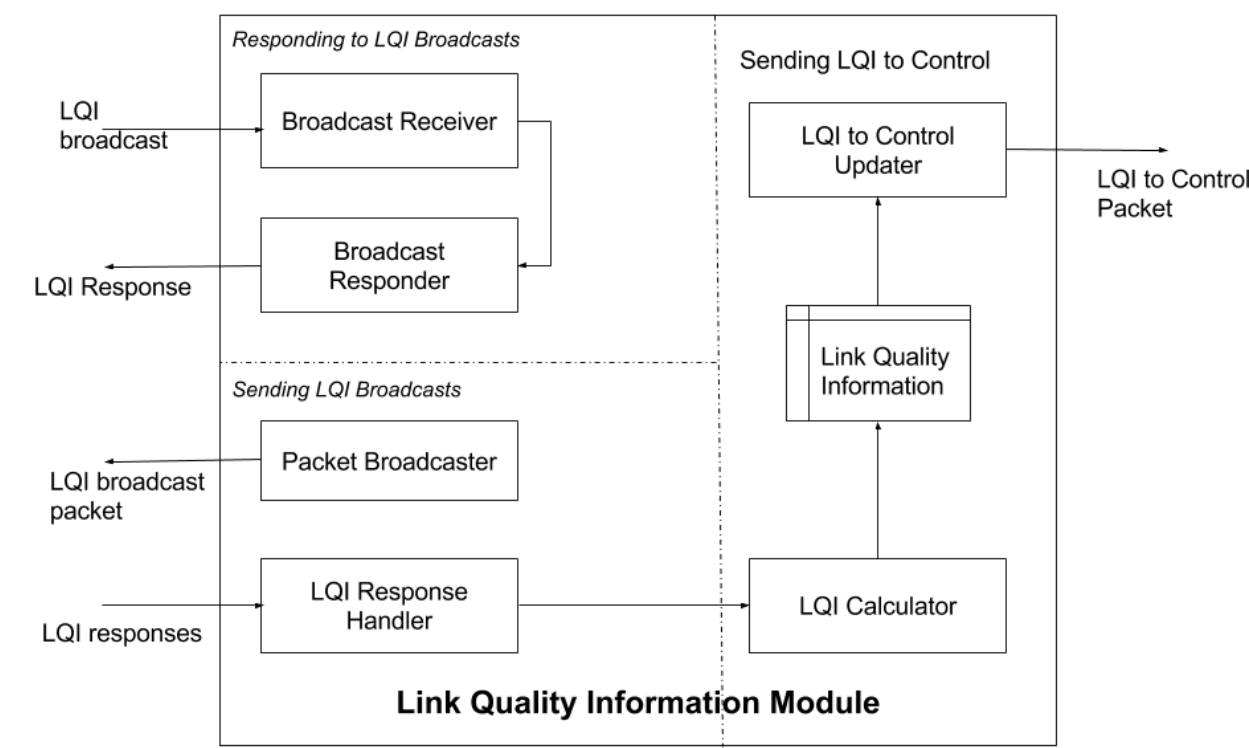 Responding to LQI Broadcasts
LQI
broadcast
Broadcast Receiver
Broadcast
Responder
LQI Response
Sending LQI Broadcasts
Packet Broadcaster
LQI broadcast
packet
LQI Response
Handler
LQI responses
Sending LQI to Control
LQI to Control
Updater
LQI to Control
Packet
Link Quality
Information
LQI Calculator
Link Quality Information Module